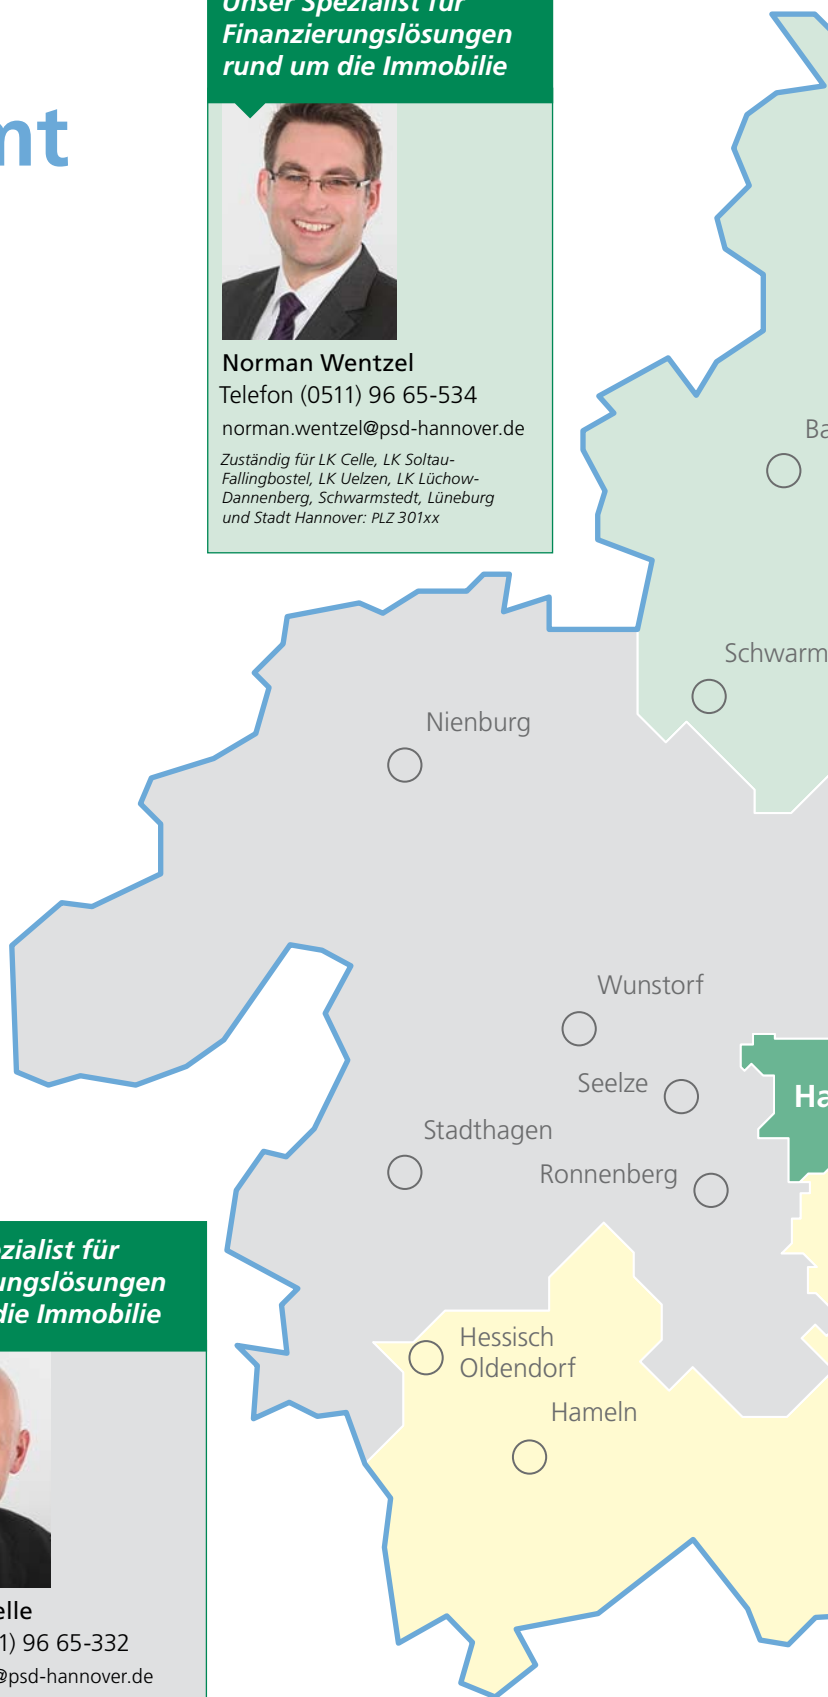 Unser Spezialist für
Finanzierungslösungen
rund um die Immobilie
Norman Wentzel
Telefon (0511) 96 65-534
norman.wentzel@psd-hannover.de
Zuständig für LK Celle, LK Soltau-
Fallingbostel, LK Uelzen, LK Lüchow-
Dannenberg, Schwarmstedt, Lüneburg
und Stadt Hannover: PLZ 301xx
nt
Ba
Schwarm
Nienburg
Wunstorf
Seelze
Ha
Stadthagen
Ronnenberg
Hessisch
Oldendorf
Hameln
zialist für
ungslösungen
die Immobilie
elle
1) 96 65-332
@psd-hannover.de